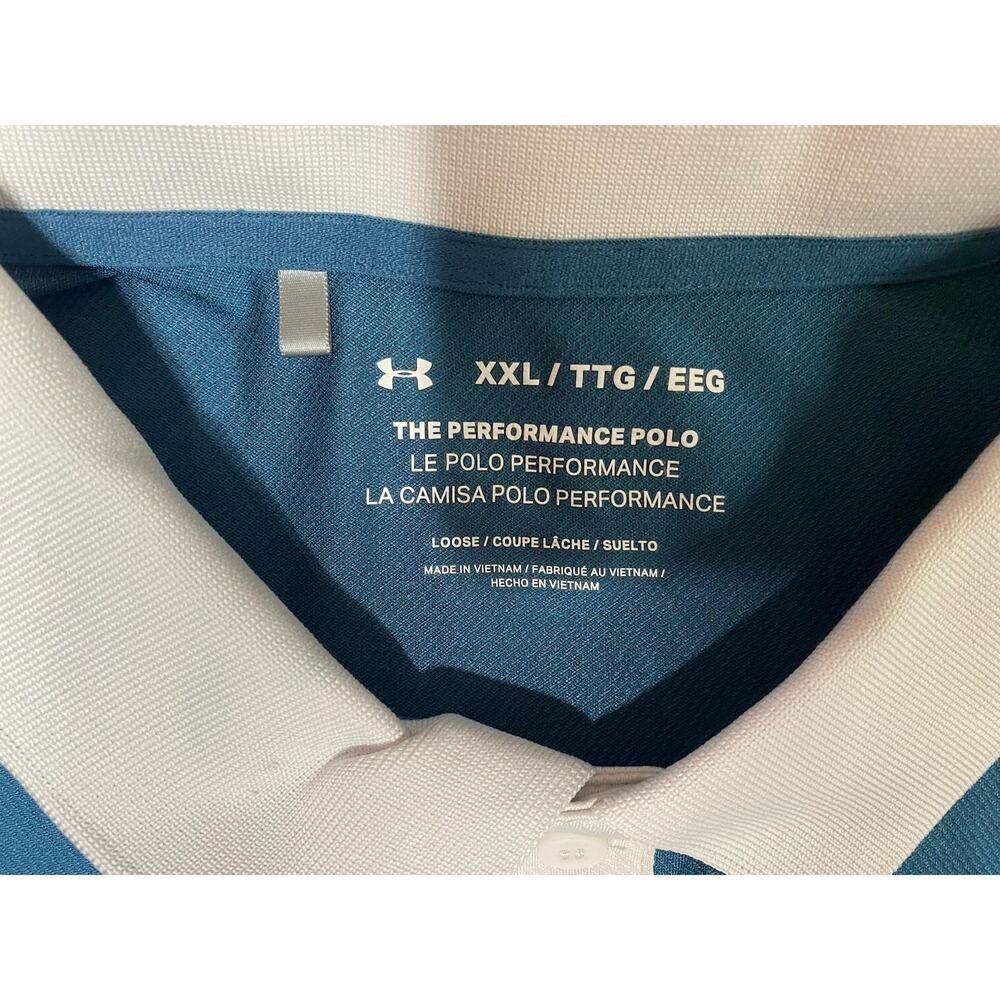 XXL / TTG / EEG
THE PERFORMANCE POLO
LE POLO PERFORMANCE
LA CAMISA POLO PERFORMANCE
LOOSE / COUPE LÂCHE / SUELTO
MADE IN VIETNAM / FABRIQUÉ AU VIETNAM /
HECHO EN VIETNAM